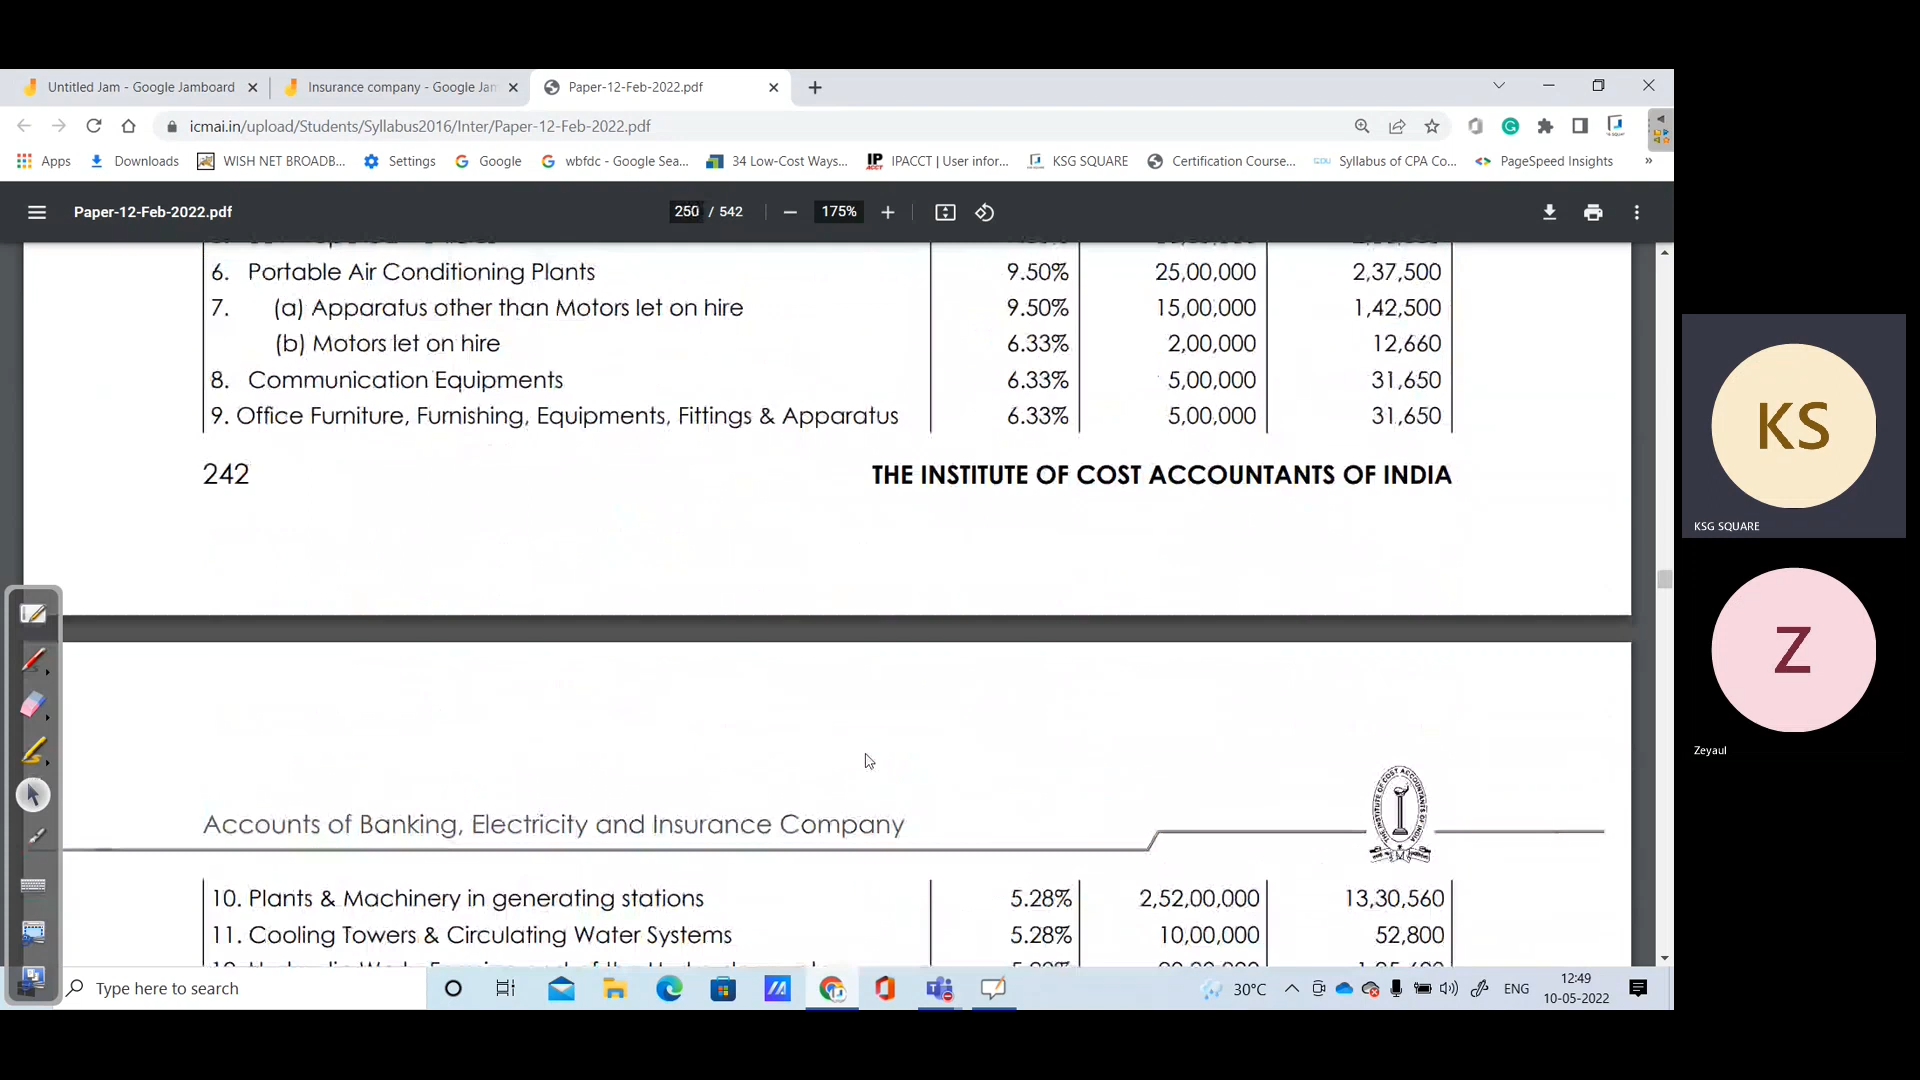 Untitled Jam - Google Jamboard
Insurance company - Google Jam
Paper-12-Feb-2022.pdf
icmai.in/upload/Students/Syllabus2016/Inter/Paper-12-Feb-2022.pdf
Apps Downloads WISH NET BROADB... Settings Google wbfdc - Google Sea... 34 Low-Cost Ways... IPACCT | User infor... KSG SQUARE Certification Course... Syllabus of CPA Co... PageSpeed Insights »
Paper-12-Feb-2022.pdf 250 / 542 175%
6. Portable Air Conditioning Plants 9.50% 25,00,000 2,37,500
7. (a) Apparatus other than Motors let on hire 9.50% 15,00,000 1,42,500
(b) Motors let on hire 6.33% 2,00,000 12,660
8. Communication Equipments 6.33% 5,00,000 31,650
9. Office Furniture, Furnishing, Equipments, Fittings & Apparatus 6.33% 5,00,000 31,650
242 THE INSTITUTE OF COST ACCOUNTANTS OF INDIA
Accounts of Banking, Electricity and Insurance Company
10. Plants & Machinery in generating stations 5.28% 2,52,00,000 13,30,560
11. Cooling Towers & Circulating Water Systems 5.28% 10,00,000 52,800
Type here to search
30°C
ENG
12:49
10-05-2022
KS
KSG SQUARE
Z
Zeyaul